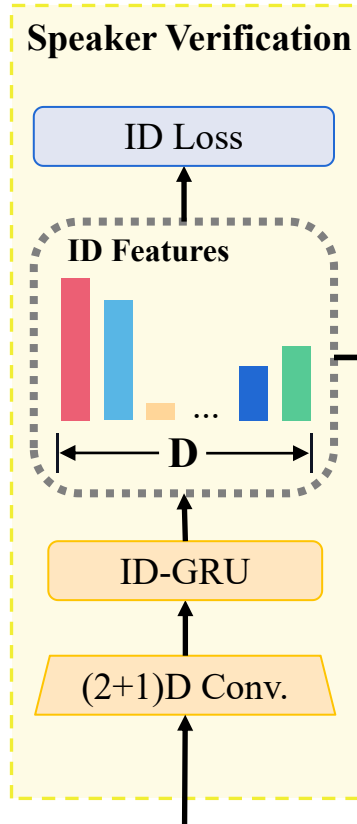 Speaker Verification
ID Loss
ID Features
...
D
ID-GRU
(2+1)D Conv.